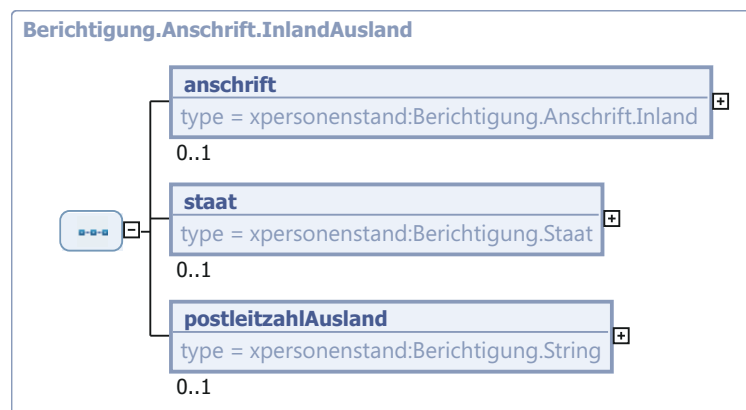 Berichtigung.Anschrift.InlandAusland
anschrift
type = xpersonenstand:Berichtigung.Anschrift.Inland
0..1
staat
type = xpersonenstand:Berichtigung.Staat
0..1
postleitzahlAusland
type = xpersonenstand:Berichtigung.String
0..1